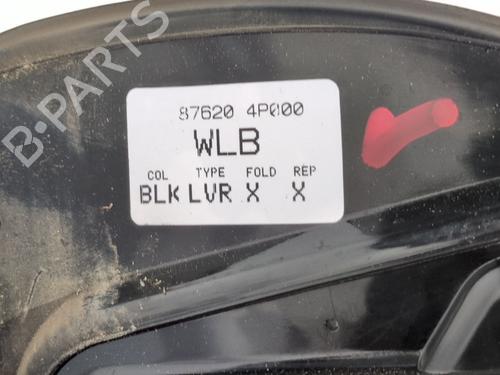 B-PARTS
87620 4P000
WLB
COL TYPE FOLD REP
BLK LVR X X